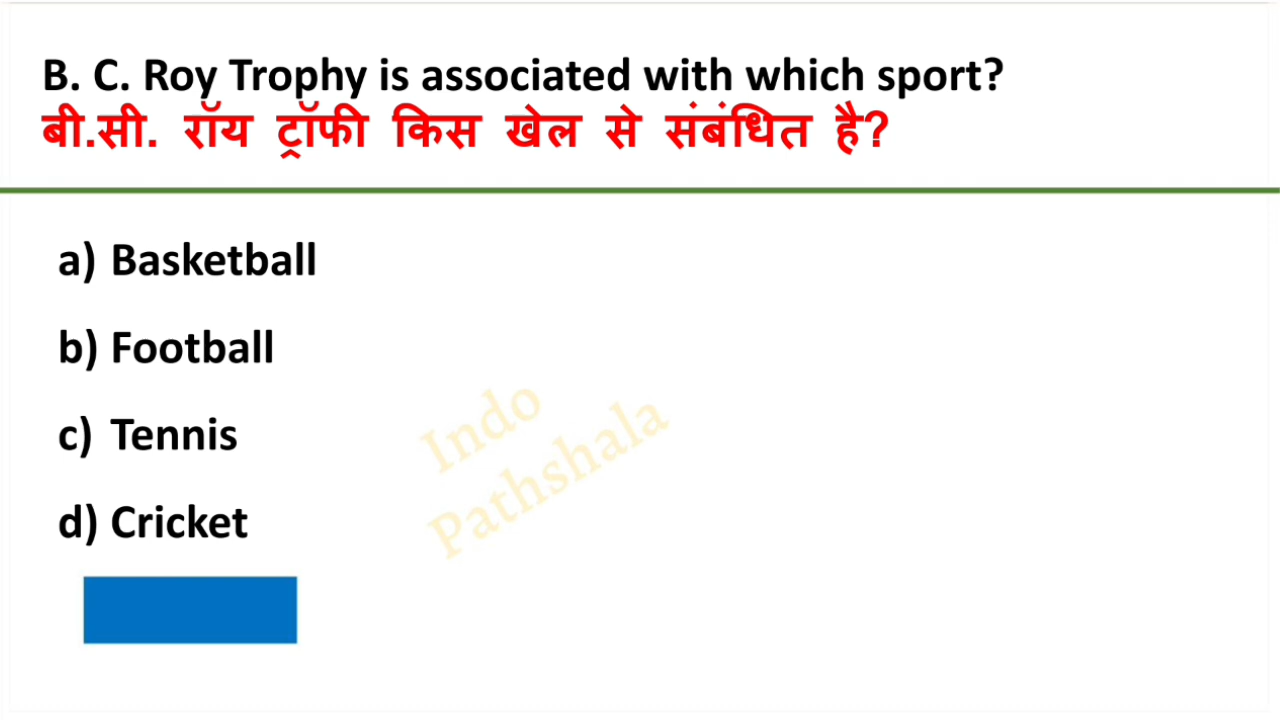 B. C. Roy Trophy is associated with which sport?
बी.सी. रॉय ट्रॉफी किस खेल से संबंधित है?
a) Basketball
b) Football
c) Tennis
d) Cricket
Indo
Pathshala